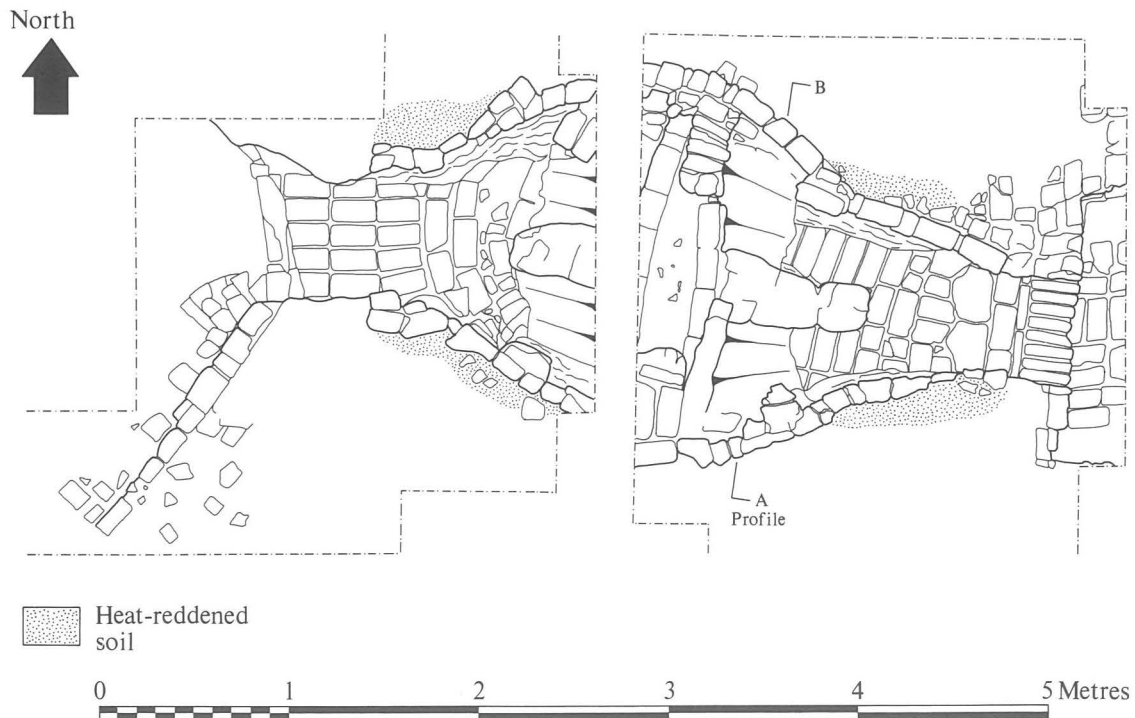 North
B
A
Profile
Heat-reddened
soil
0 1 2 3 4 5 Metres